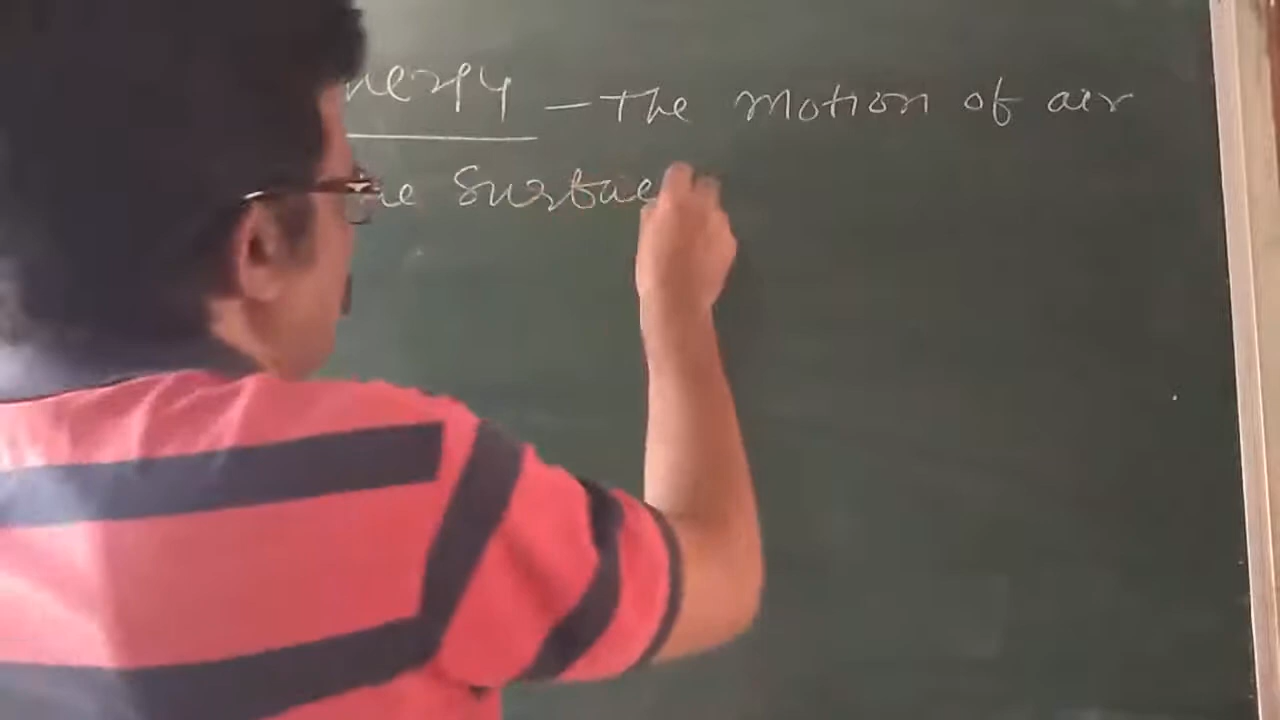 nergy - The motion of air
he Surface